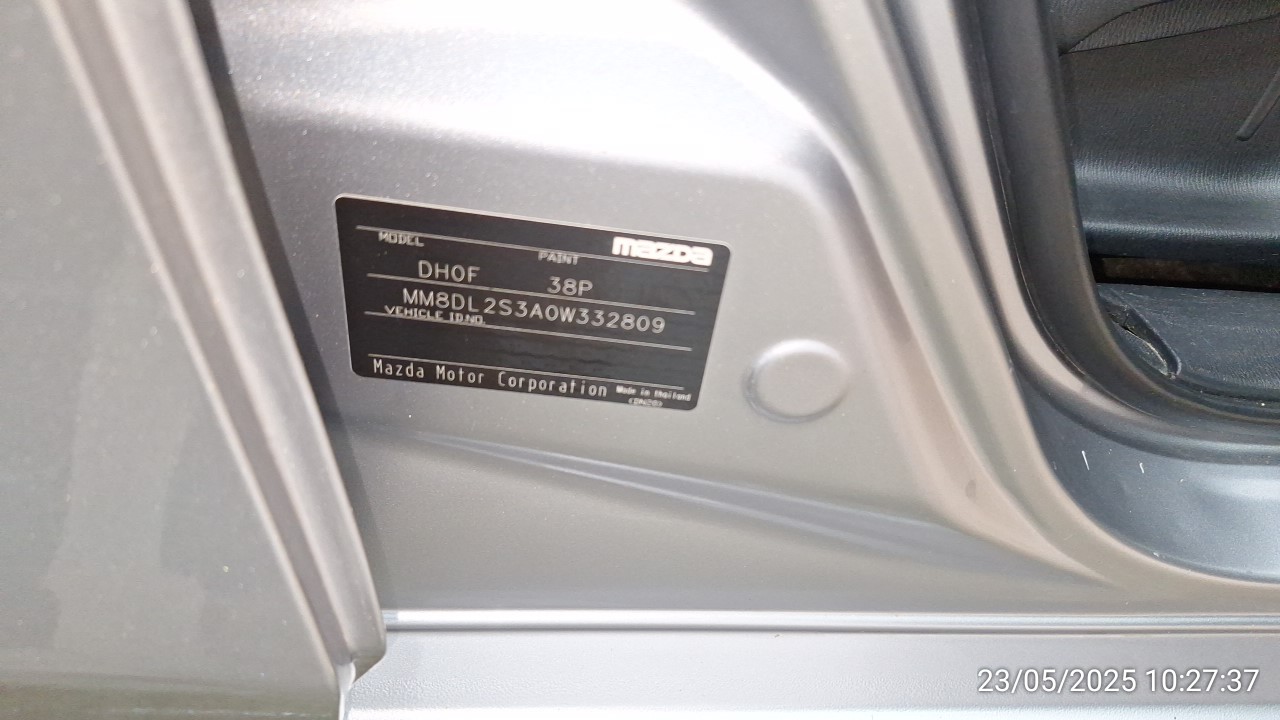 mazda
MODEL PAINT
DH0F 38P
MM8DL2S3A0W332809
VEHICLE ID.NO.
Mazda Motor Corporation Made in Thailand
23/05/2025 10:27:37